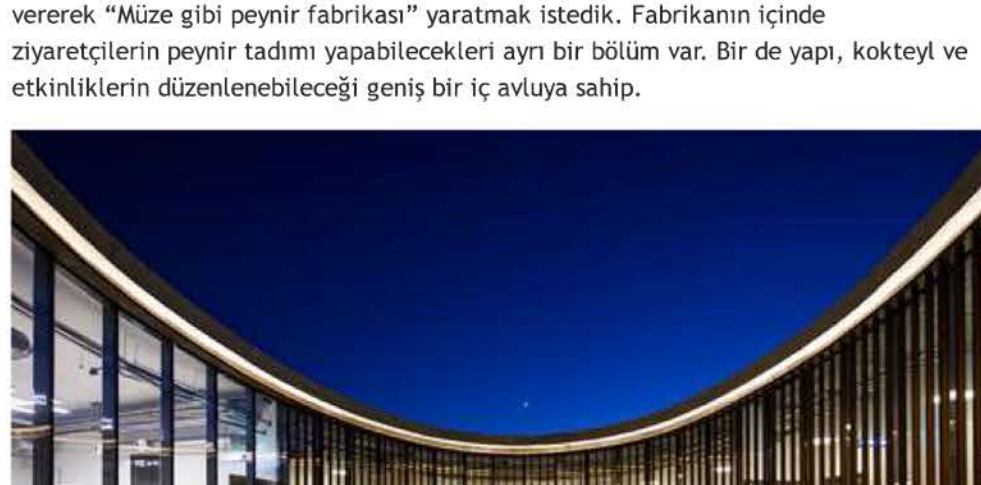 vererek “Müze gibi peynir fabrikası” yaratmak istedik. Fabrikanın içinde
ziyaretçilerin peynir tadımı yapabilecekleri ayrı bir bölüm var. Bir de yapı, kokteyl ve
etkinliklerin düzenlenebileceği geniş bir iç avluya sahip.